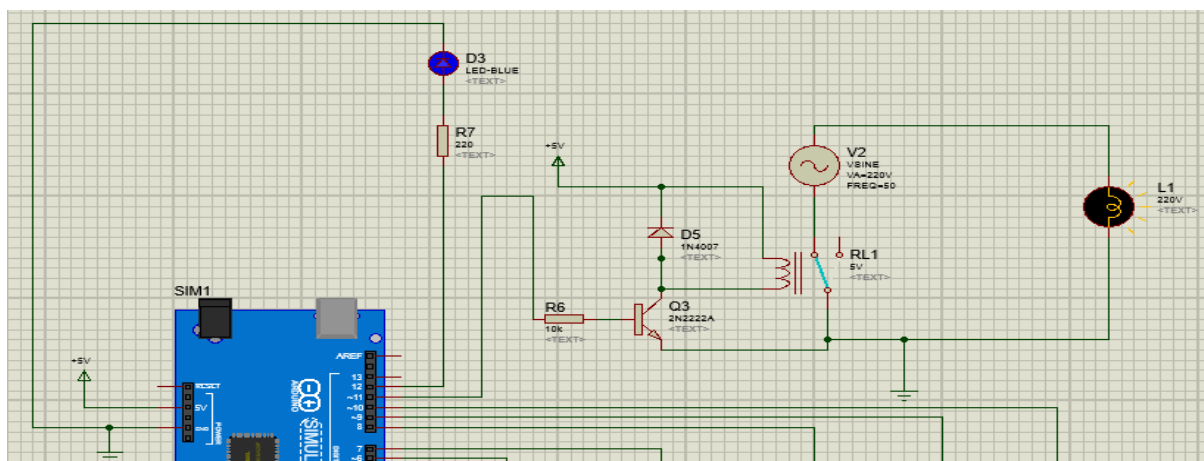 D3
LED-BLUE
<TEXT>
R7
220
<TEXT>
+5V
V2
VSINE
VA=220V
FREQ=50
L1
220V
<TEXT>
D5
1N4007
<TEXT>
RL1
5V
<TEXT>
SIM1
R6
10k
<TEXT>
Q3
2N2222A
<TEXT>
+5V
AREF
13
12
~11
~10
~9
8
7
~6
RESET
5V
GND
POWER
ARDUINO